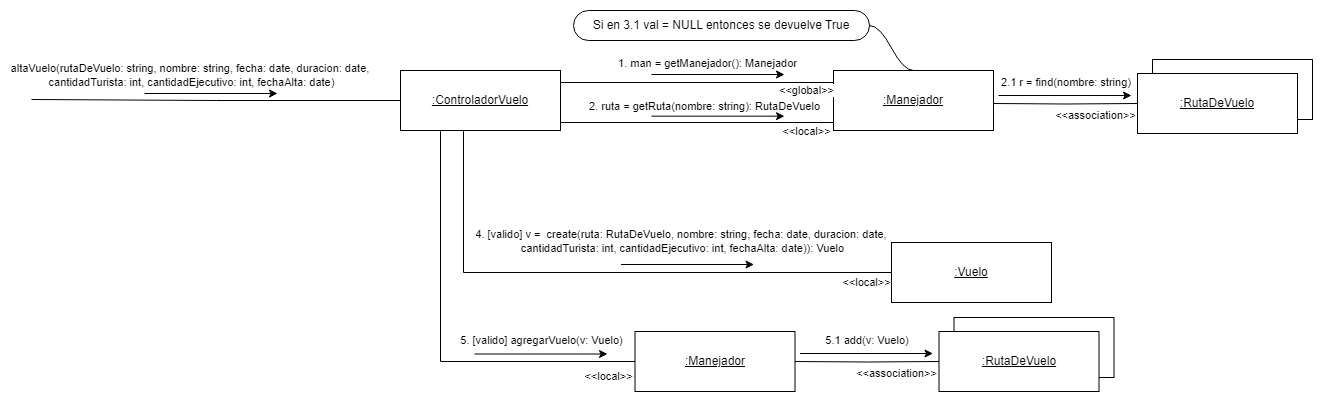 Si en 3.1 val = NULL entonces se devuelve True
altaVuelo(rutaDeVuelo: string, nombre: string, fecha: date, duracion: date,
cantidadTurista: int, cantidadEjecutivo: int, fechaAlta: date)
:ControladorVuelo
1. man = getManejador(): Manejador
<<global>>
2. ruta = getRuta(nombre: string): RutaDeVuelo
<<local>>
:Manejador
2.1 r = find(nombre: string)
<<association>>
:RutaDeVuelo
4. [valido] v =  create(ruta: RutaDeVuelo, nombre: string, fecha: date, duracion: date,
cantidadTurista: int, cantidadEjecutivo: int, fechaAlta: date)): Vuelo
<<local>>
:Vuelo
5. [valido] agregarVuelo(v: Vuelo)
<<local>>
:Manejador
5.1 add(v: Vuelo)
<<association>>
:RutaDeVuelo